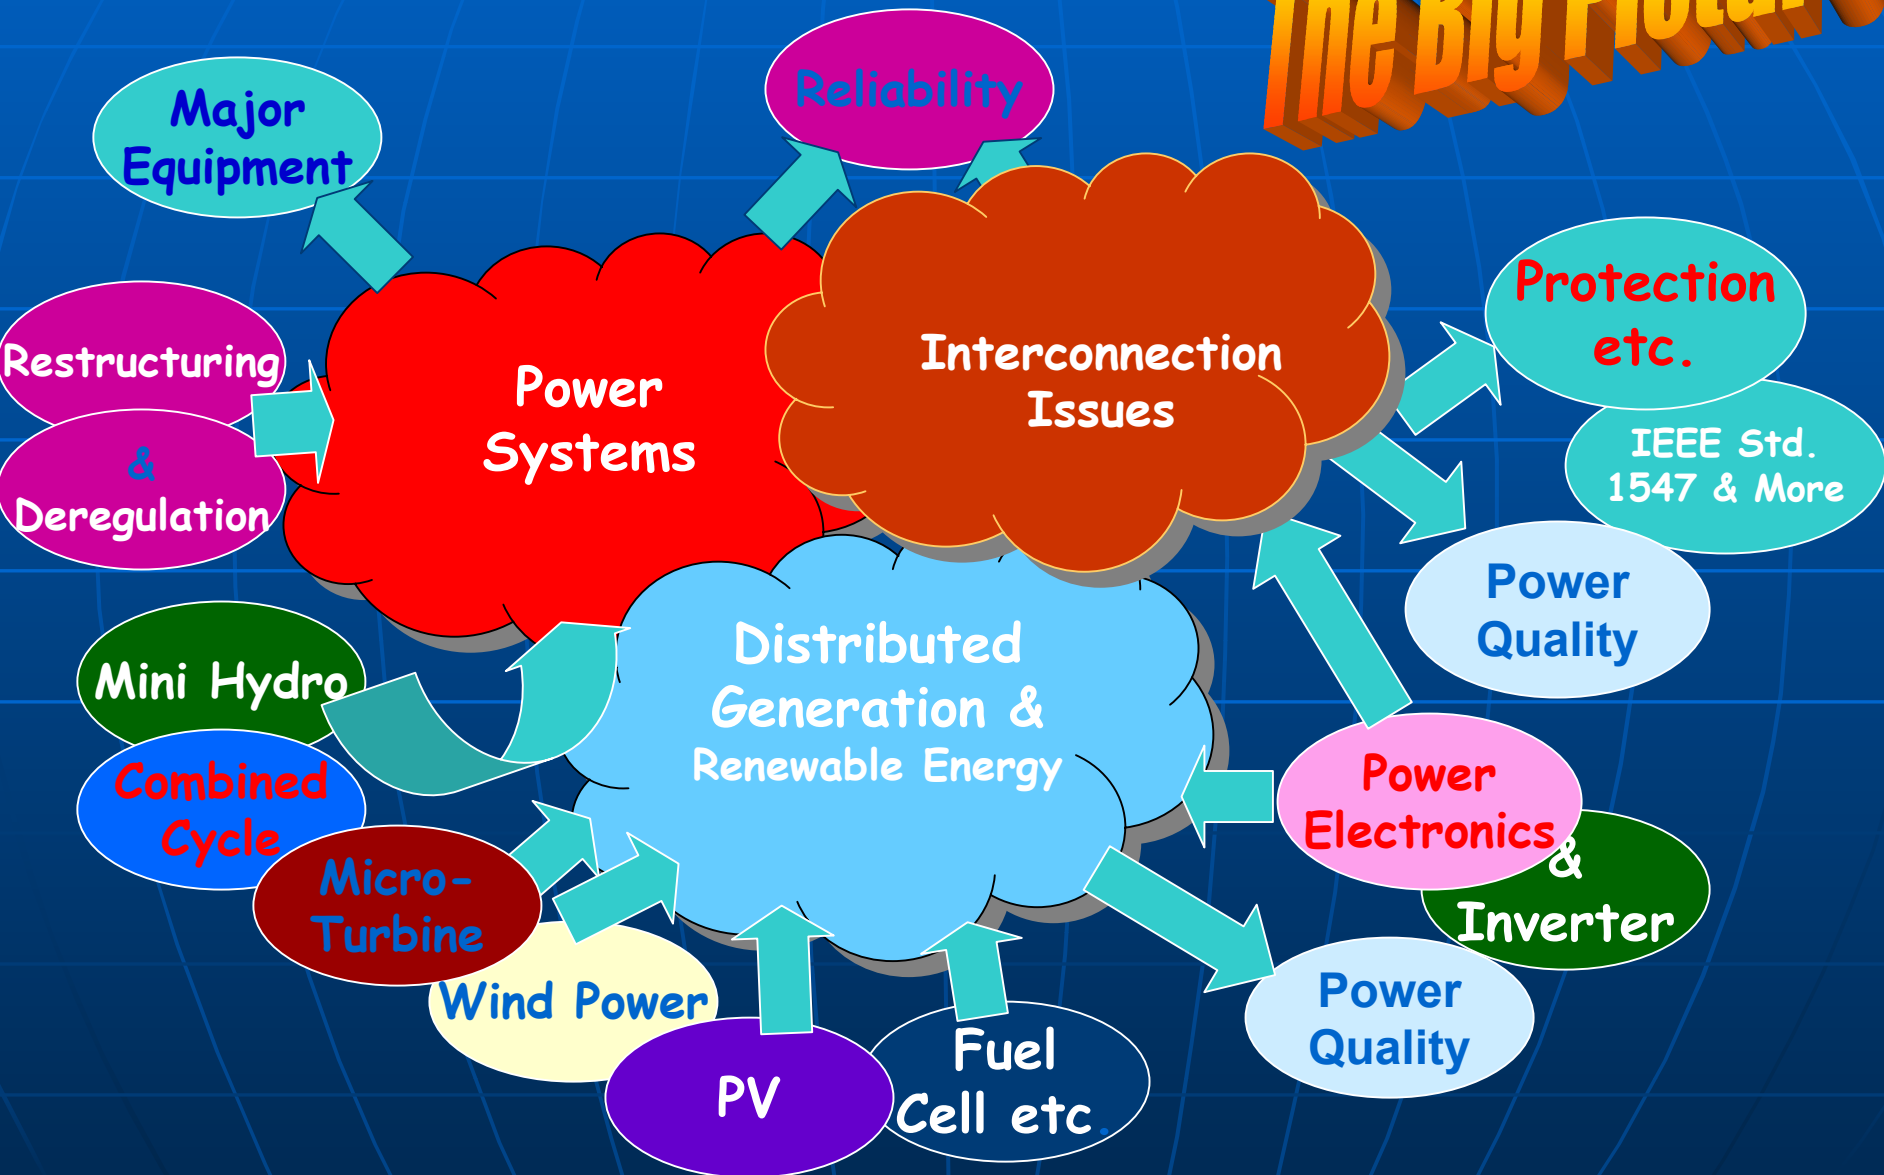 The Big Pictur
Reliability
Major
Equipment
Restructuring
&
Deregulation
Power
Systems
Interconnection
Issues
Protection
etc.
IEEE Std.
1547 & More
Power
Quality
Mini Hydro
Combined
Cycle
Micro-
Turbine
Wind Power
PV
Fuel
Cell etc.
Distributed
Generation &
Renewable Energy
Power
Electronics
&
Inverter
Power
Quality